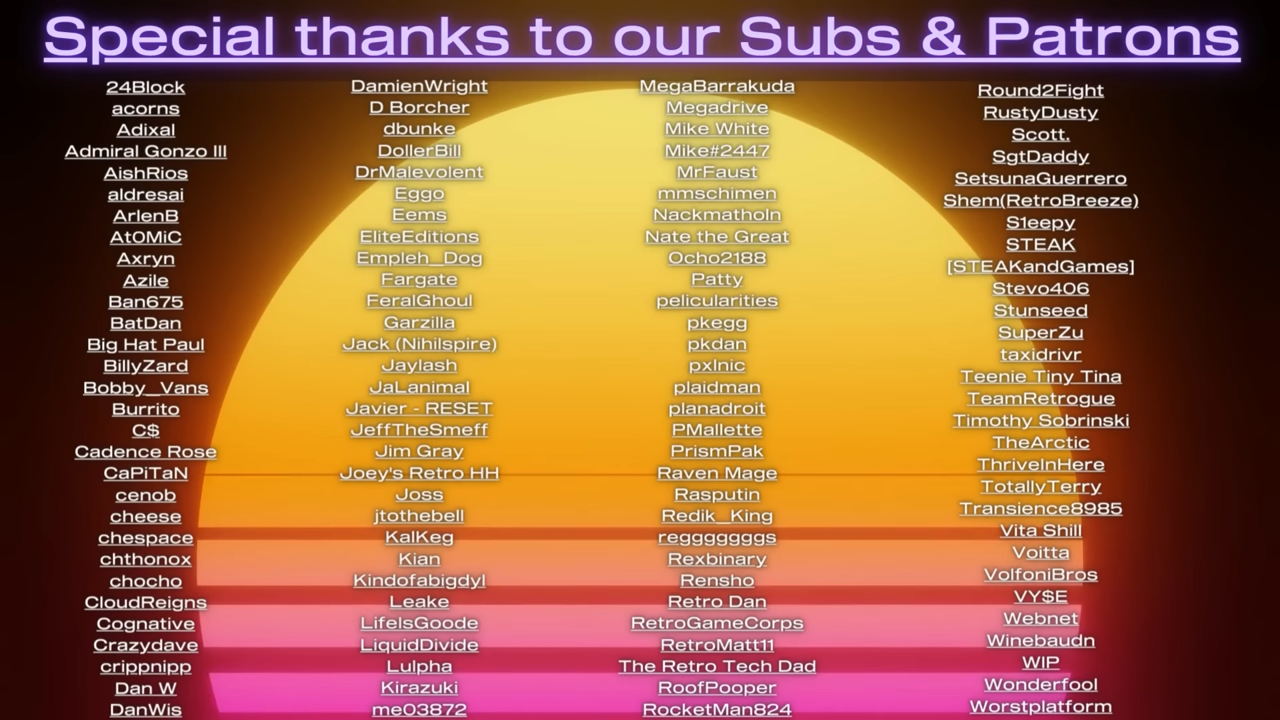 Special thanks to our Subs & Patrons
24Block
acorns
Adixal
Admiral Gonzo III
AishRios
aldresai
ArlenB
At0MiC
Axryn
Azile
Ban675
BatDan
Big Hat Paul
BillyZard
Bobby_Vans
Burrito
C$
Cadence Rose
CaPiTaN
cenob
cheese
chespace
chthonox
chocho
CloudReigns
Cognative
Crazydave
crippnipp
Dan W
DanWis
DamienWright
D Borcher
dbunke
DollerBill
DrMalevolent
Eggo
Eems
EliteEditions
Empleh_Dog
Fargate
FeralGhoul
Garzilla
Jack (Nihilspire)
Jaylash
JaLanimal
Javier - RESET
JeffTheSmeff
Jim Gray
Joey's Retro HH
Joss
jtothebell
KalKeg
Kian
Kindofabigdyl
Leake
LifeIsGoode
LiquidDivide
Lulpha
Kirazuki
me03872
MegaBarrakuda
Megadrive
Mike White
Mike#2447
MrFaust
mmschimen
Nackmatholn
Nate the Great
Ocho2188
Patty
pelicularities
pkegg
pkdan
pxlnic
plaidman
planadroit
PMallette
PrismPak
Raven Mage
Rasputin
Redik_King
regggggggs
Rexbinary
Rensho
Retro Dan
RetroGameCorps
RetroMatt11
The Retro Tech Dad
RoofPooper
RocketMan824
Round2Fight
RustyDusty
Scott.
SgtDaddy
SetsunaGuerrero
Shem(RetroBreeze)
S1eepy
STEAK
[STEAKandGames]
Stevo406
Stunseed
SuperZu
taxidrivr
Teenie Tiny Tina
TeamRetrogue
Timothy Sobrinski
TheArctic
ThriveInHere
TotallyTerry
Transience8985
Vita Shill
Voitta
VolfoniBros
VY$E
Webnet
Winebaudn
WIP
Wonderfool
Worstplatform